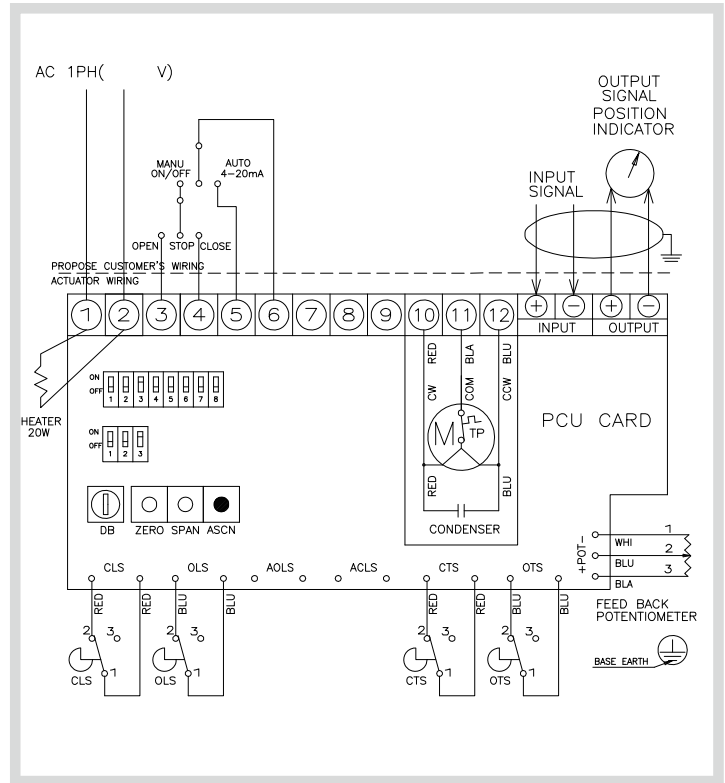 AC 1PH( V)
OUTPUT
SIGNAL
POSITION
INDICATOR
MANU
ON/OFF
AUTO
4-20mA
INPUT
SIGNAL
OPEN STOP CLOSE
PROPOSE CUSTOMER'S WIRING
ACTUATOR WIRING
1 2 3 4 5 6 7 8 9 10 11 12 + - + -
INPUT OUTPUT
RED BLA BLU
CW COM CCW
HEATER
20W
ON
OFF
1 2 3 4 5 6 7 8
M TP
PCU CARD
ON
OFF
1 2 3
RED BLU
CONDENSER
DB ZERO SPAN ASCN
+POT-
1
WHI
2
BLU
3
BLA
CLS OLS AOLS ACLS CTS OTS
RED RED BLU BLU RED RED BLU BLU
FEED BACK
POTENTIOMETER
2 3 2 3 2 3 2 3
1 1 1 1
CLS OLS CTS OTS
BASE EARTH